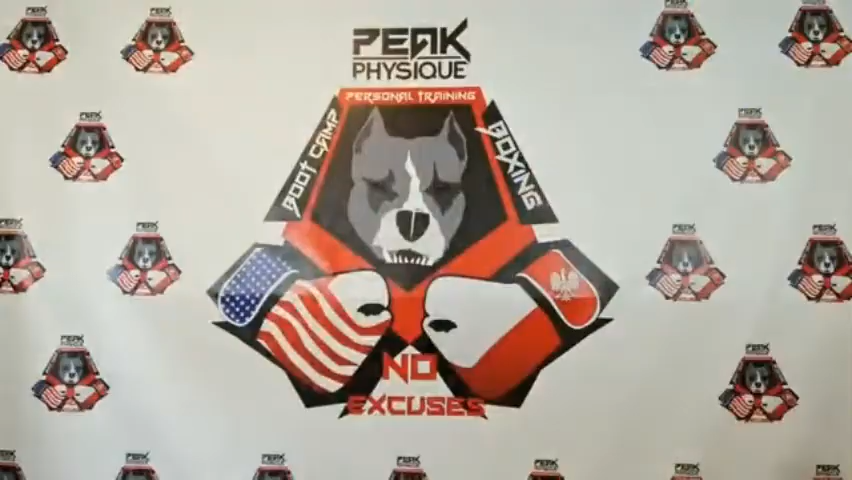 PEAK
PHYSIQUE
PERSONAL TRAINING
BOOT CAMP
BOXING
NO
EXCUSES